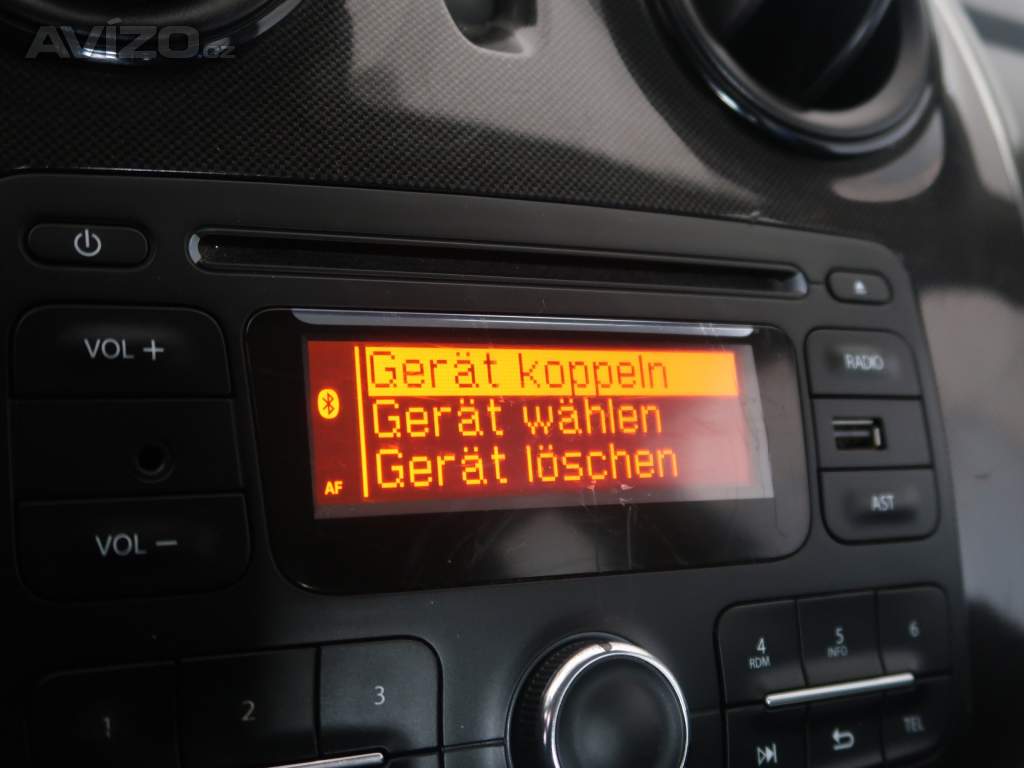 AVÍZO.cz
VOL +
Gerät koppeln
Gerät wählen
Gerät löschen
AF
RADIO
AST
VOL −
1
2
3
4
RDM
5
INFO
6
TEL